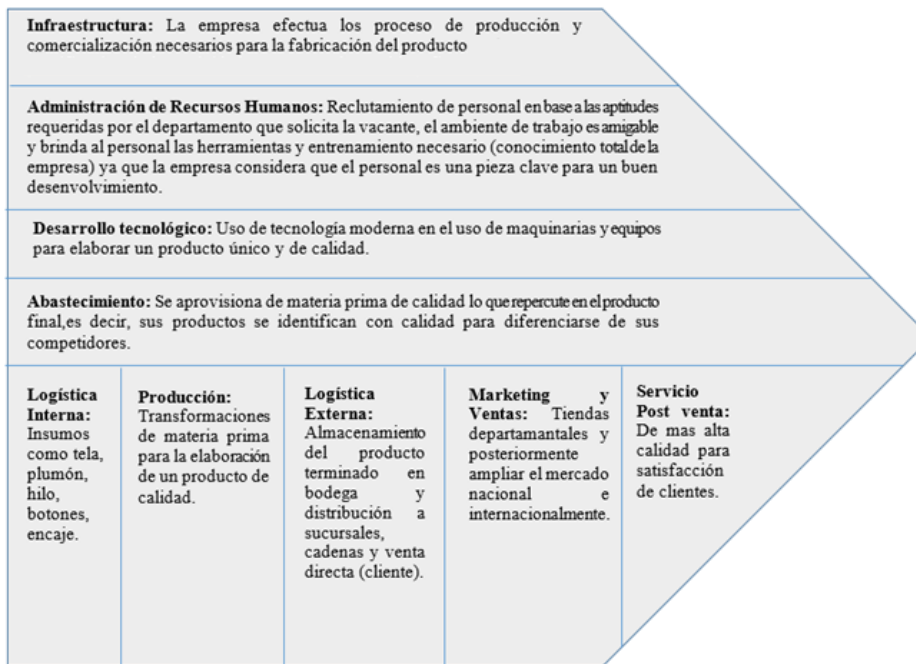 Infraestructura: La empresa efectua los proceso de producción y
comercialización necesarios para la fabricación del producto
Administración de Recursos Humanos: Reclutamiento de personal en base a las aptitudes
requeridas por el departamento que solicita la vacante, el ambiente de trabajo es amigable
y brinda al personal las herramientas y entrenamiento necesario (conocimiento total de la
empresa) ya que la empresa considera que el personal es una pieza clave para un buen
desenvolvimiento.
Desarrollo tecnológico: Uso de tecnología moderna en el uso de maquinarias y equipos
para elaborar un producto único y de calidad.
Abastecimiento: Se aprovisiona de materia prima de calidad lo que repercute en el producto
final,es decir, sus productos se identifican con calidad para diferenciarse de sus
competidores.
Logística
Interna:
Insumos
como tela,
plumón,
hilo,
botones,
encaje.
Producción:
Transformaciones
de materia prima
para la elaboración
de un producto de
calidad.
Logística
Externa:
Almacenamiento
del producto
terminado en
bodega y
distribución a
sucursales,
cadenas y venta
directa (cliente).
Marketing y
Ventas: Tiendas
departamantales y
posteriormente
ampliar el mercado
nacional e
internacionalmente.
Servicio
Post venta:
De mas alta
calidad para
satisfacción
de clientes.